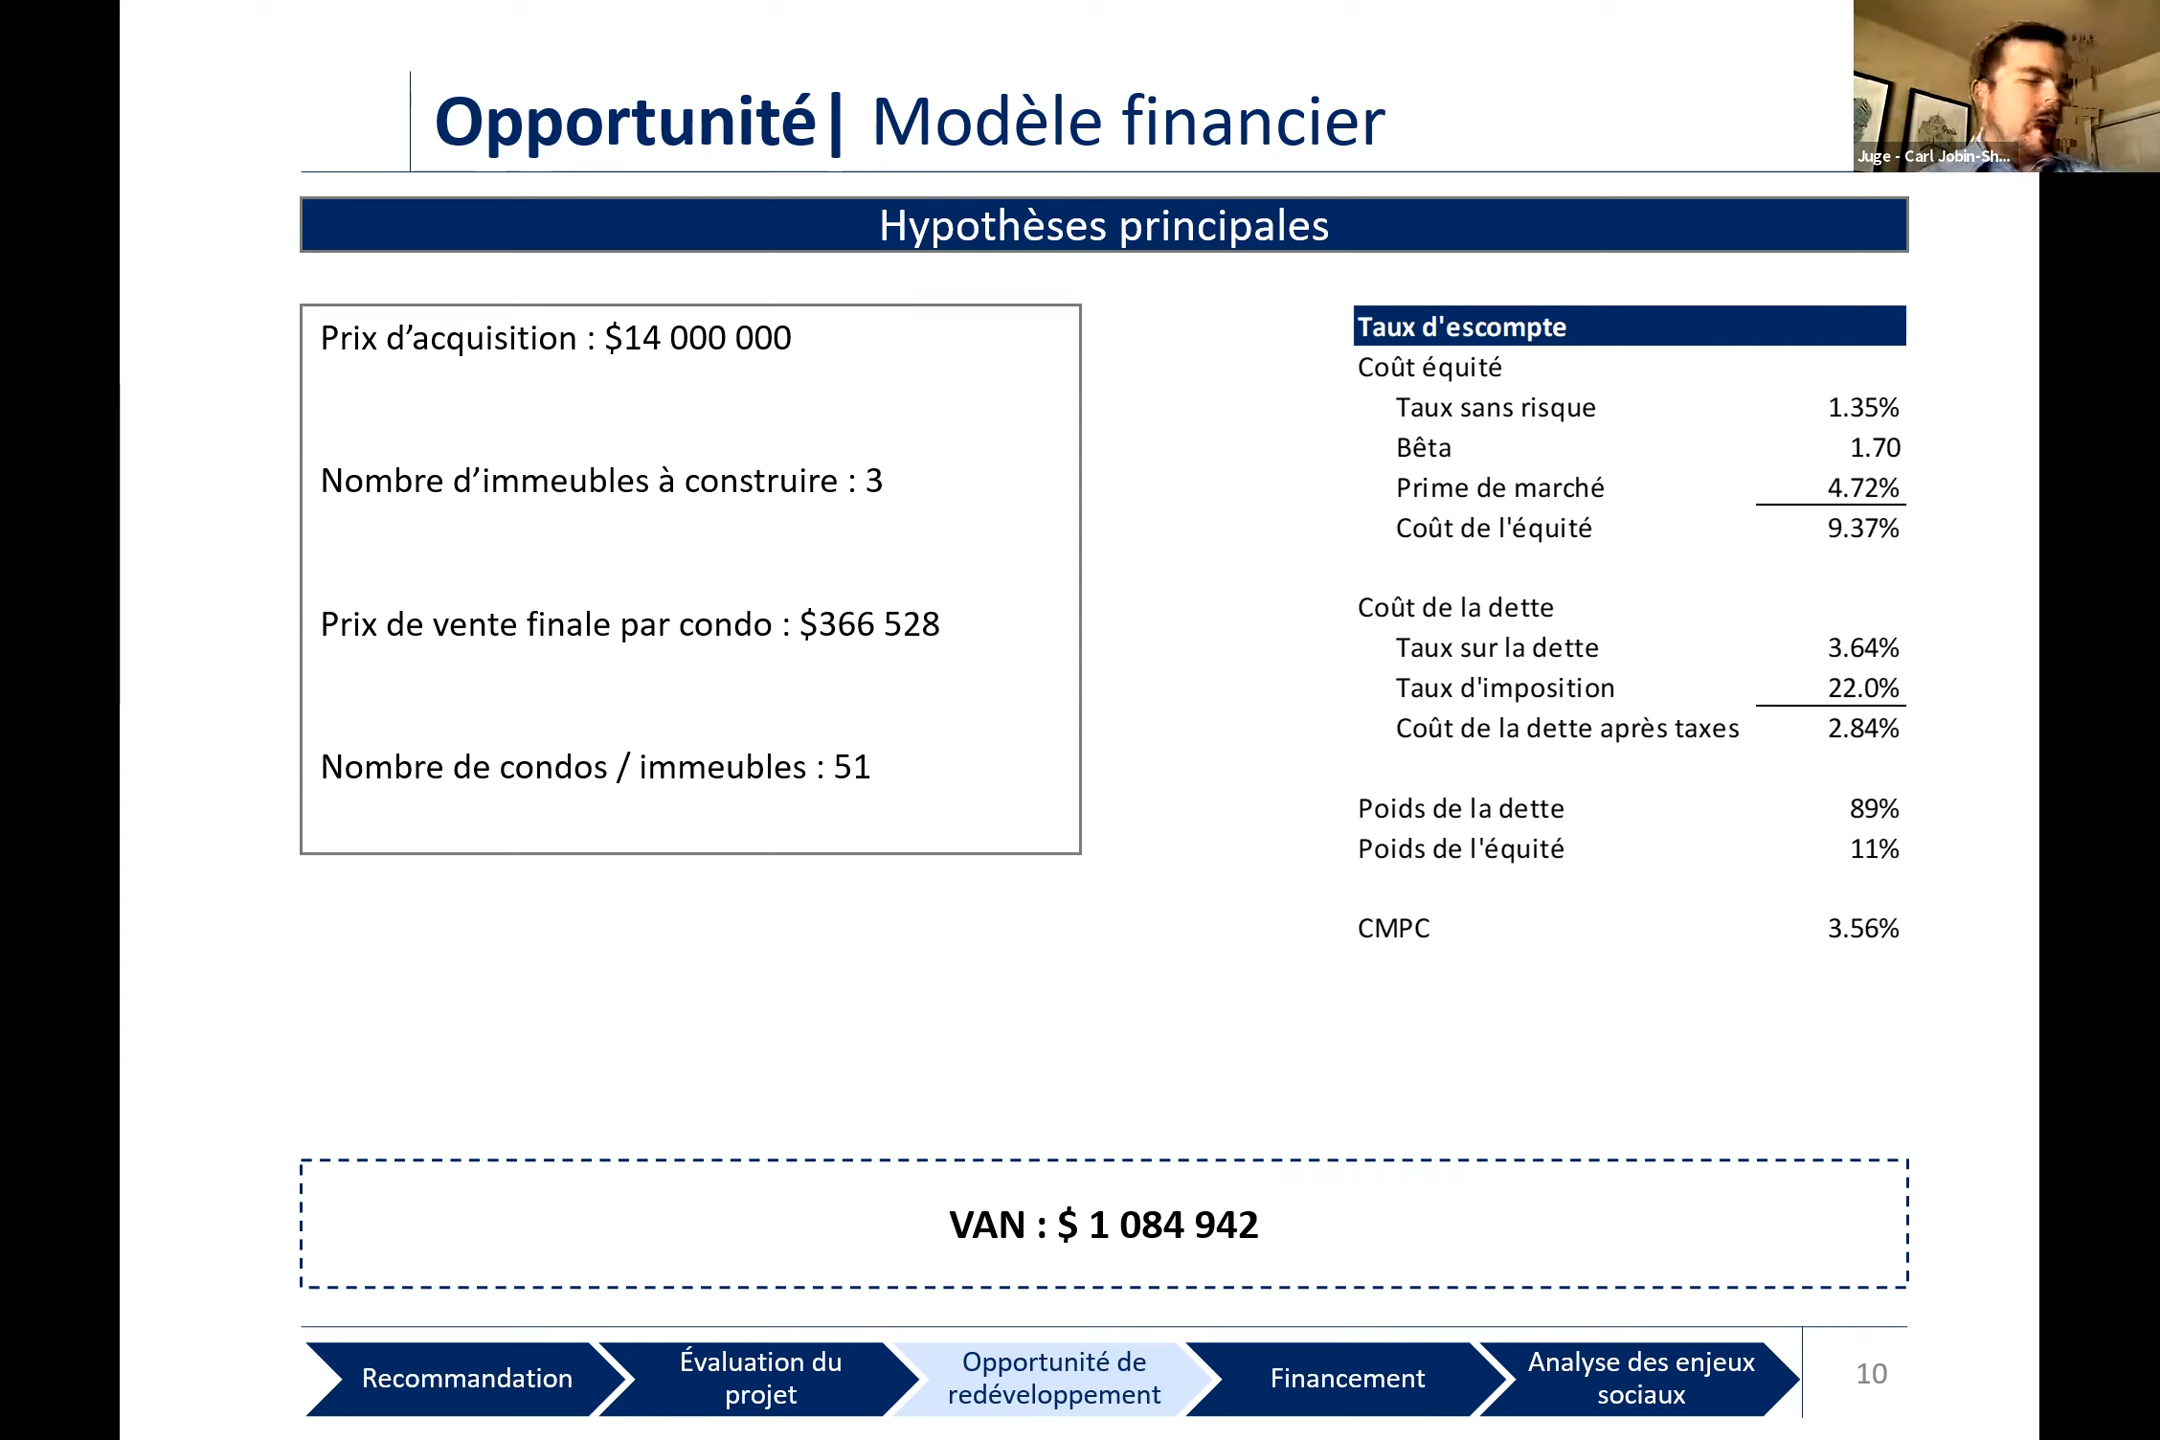 Opportunité| Modèle financier
Juge - Carl Jobin-Sh...
Hypothèses principales
Prix d’acquisition : $14 000 000
Nombre d’immeubles à construire : 3
Prix de vente finale par condo : $366 528
Nombre de condos / immeubles : 51
Taux d'escompte
Coût équité
Taux sans risque 1.35%
Bêta 1.70
Prime de marché 4.72%
Coût de l'équité 9.37%
Coût de la dette
Taux sur la dette 3.64%
Taux d'imposition 22.0%
Coût de la dette après taxes 2.84%
Poids de la dette 89%
Poids de l'équité 11%
CMPC 3.56%
VAN : $ 1 084 942
Recommandation
Évaluation du
projet
Opportunité de
redéveloppement
Financement
Analyse des enjeux
sociaux
10